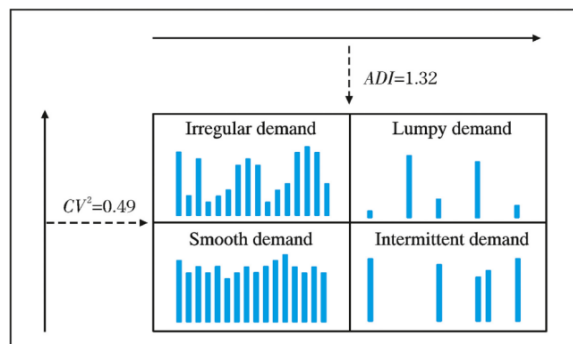 ADI=1.32
Irregular demand
Lumpy demand
CV²=0.49
Smooth demand
Intermittent demand